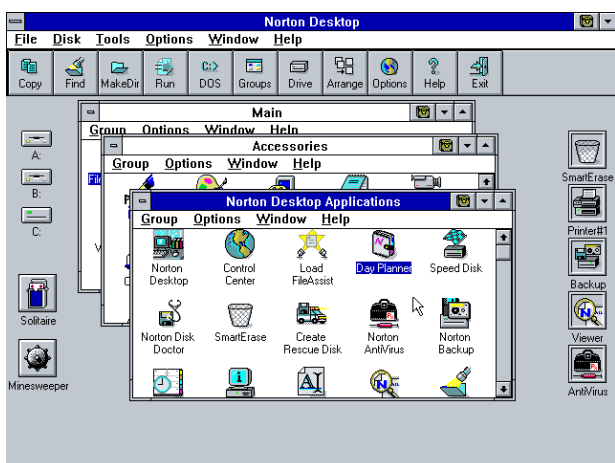 Norton Desktop
File Disk Tools Options Window Help
Copy Find MakeDir Run DOS Groups Drive Arrange Options Help Exit
C:>
Main
Group Options Window Help
Accessories
Group Options Window Help
File
Norton Desktop Applications
Group Options Window Help
Norton Desktop
Control Center
Load FileAssist
Day Planner
Speed Disk
Norton Disk Doctor
SmartErase
Create Rescue Disk
Norton AntiVirus
Norton Backup
A:
B:
C:
Solitaire
Minesweeper
SmartErase
Printer#1
Backup
Viewer
AntiVirus